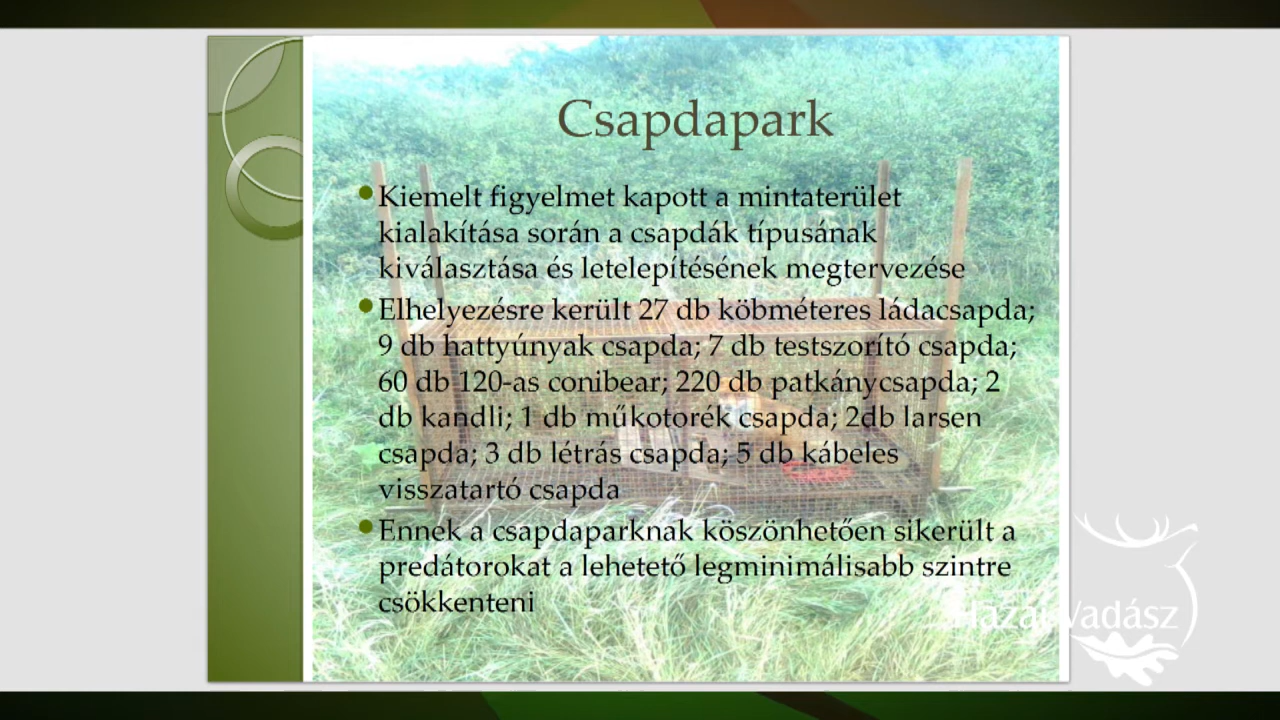 Csapdapark
Kiemelt figyelmet kapott a mintaterület
kialakítása során a csapdák típusának
kiválasztása és letelepítésének megtervezése
Elhelyezésre került 27 db köbméteres ládacsapda;
9 db hattyúnyak csapda; 7 db testszorító csapda;
60 db 120-as conibear; 220 db patkánycsapda; 2
db kandli; 1 db műkotorék csapda; 2db larsen
csapda; 3 db létrás csapda; 5 db kábeles
visszatartó csapda
Ennek a csapdaparknak köszönhetően sikerült a
predátorokat a lehetető legminimálisabb szintre
csökkenteni
HazaiVadász